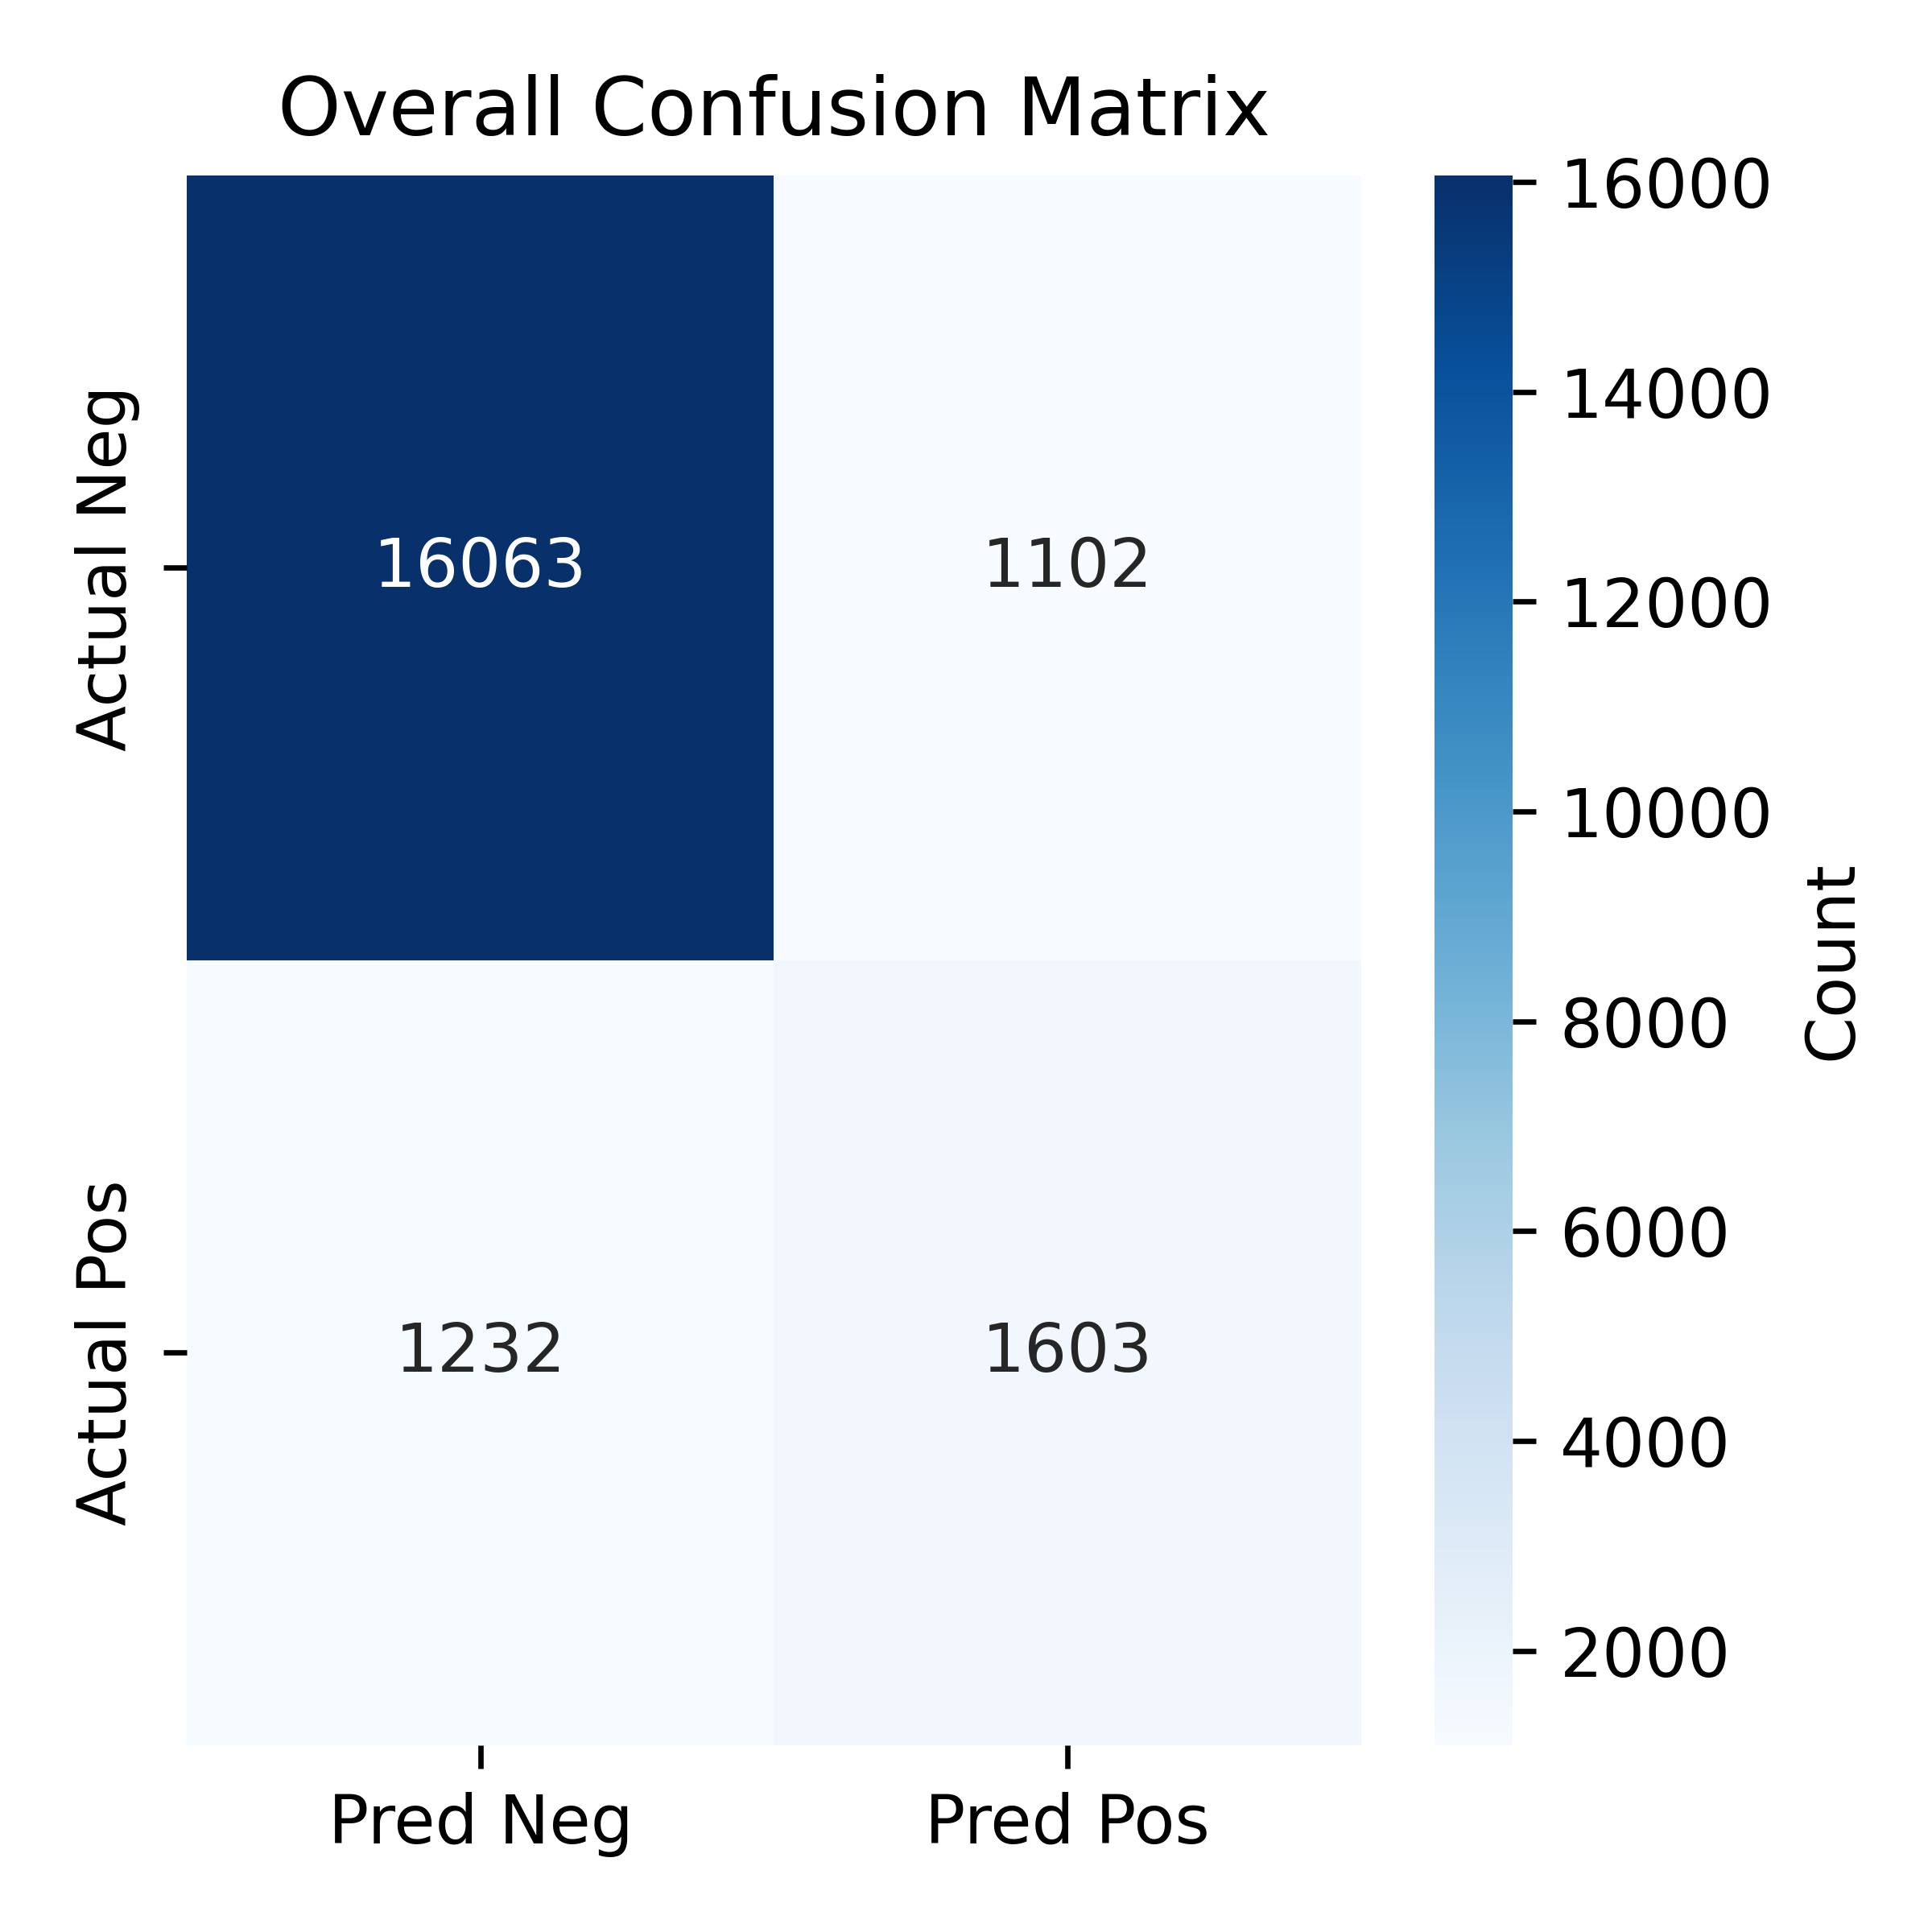 Overall Confusion Matrix
Actual Neg
16063
1102
Actual Pos
1232
1603
Pred Neg
Pred Pos
16000
14000
12000
10000
8000
6000
4000
2000
Count